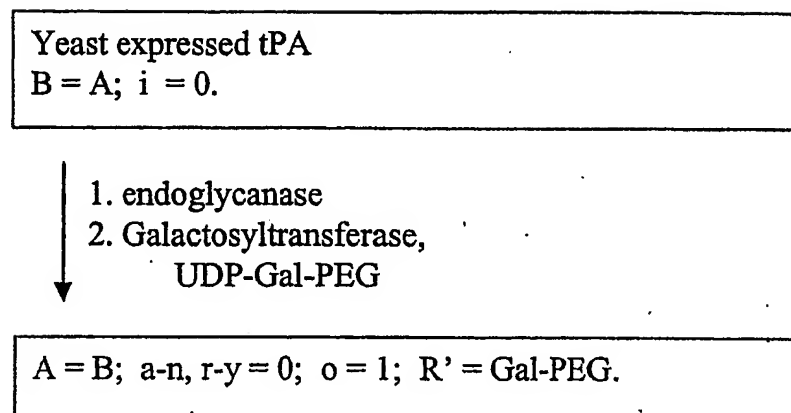 Yeast expressed tPA
B = A; i = 0.
1. endoglycanase
2. Galactosyltransferase,
UDP-Gal-PEG
A = B; a-n, r-y = 0; o = 1; R' = Gal-PEG.